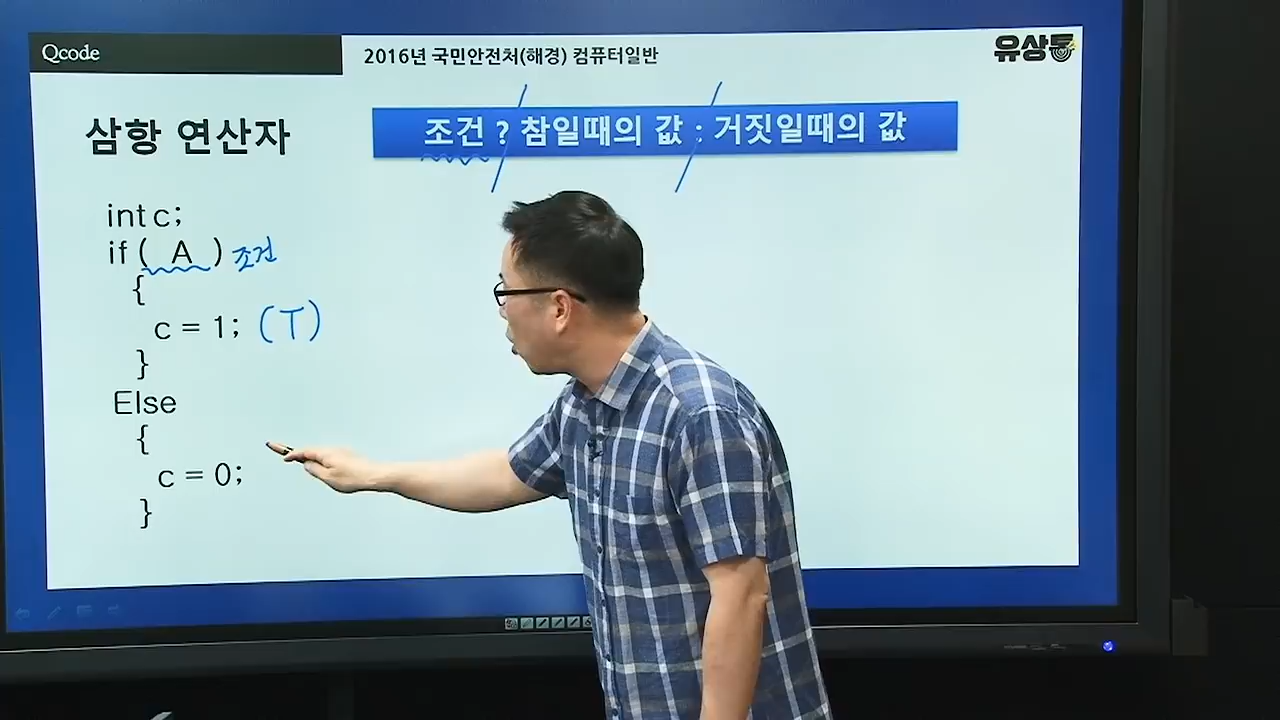 Qcode
2016년 국민안전처(해경) 컴퓨터일반
유상통
삼항 연산자
조건 ? 참일때의 값 : 거짓일때의 값
int c;
if ( A ) 조건
{
c = 1; (T)
}
Else
{
c = 0;
}